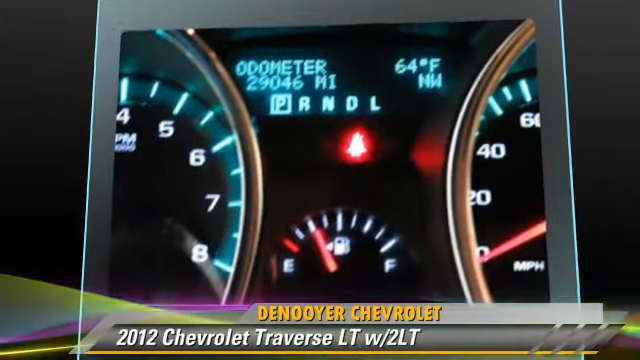 ODOMETER 64°F
29046 MI NW
P R N D L
4
5
6
7
8
60
40
20
0
E F
MPH
DENOOYER CHEVROLET
2012 Chevrolet Traverse LT w/2LT